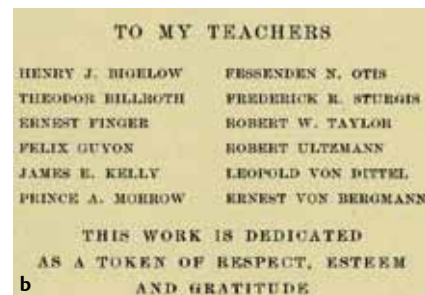 TO MY TEACHERS
HENRY J. BIGELOW FESSENDEN N. OTIS
THEODOR BILLROTH FREDERICK R. STURGIS
ERNEST FINGER ROBERT W. TAYLOR
FELIX GUYON ROBERT ULTZMANN
JAMES E. KELLY LEOPOLD VON DITTEL
PRINCE A. MORROW ERNEST VON BERGMANN
THIS WORK IS DEDICATED
AS A TOKEN OF RESPECT, ESTEEM
AND GRATITUDE
b